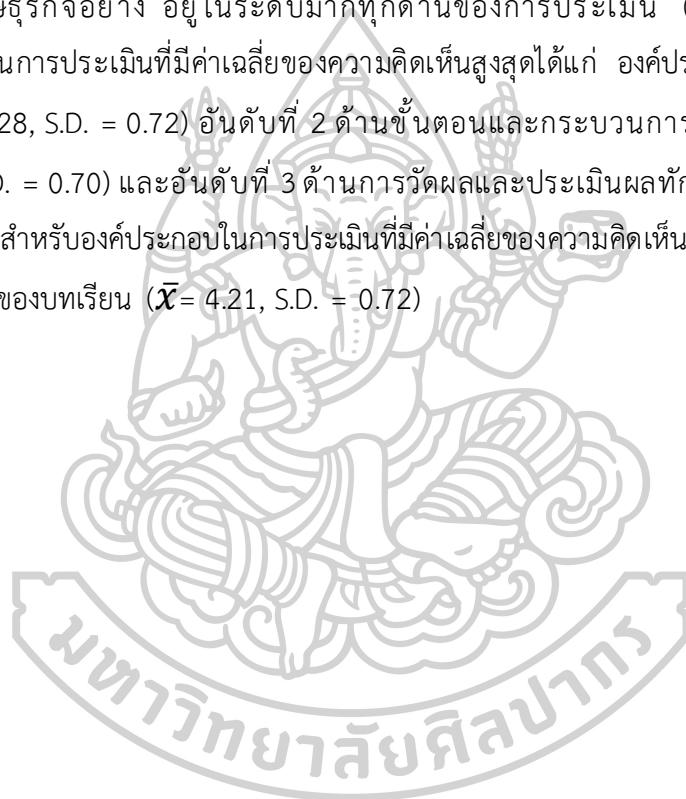 ษธุรกิจอย่าง อยู่ในระดับมากทุกด้านของการประเมิน (
นการประเมินที่มีค่าเฉลี่ยของความคิดเห็นสูงสุดได้แก่ องค์ประ
28, S.D. = 0.72) อันดับที่ 2 ด้านขั้นตอนและกระบวนการ
D. = 0.70) และอันดับที่ 3 ด้านการวัดผลและประเมินผลทัก
สำหรับองค์ประกอบในการประเมินที่มีค่าเฉลี่ยของความคิดเห็น
ของบทเรียน (x̄ = 4.21, S.D. = 0.72)
มหาวิทยาลัยศิลปากร